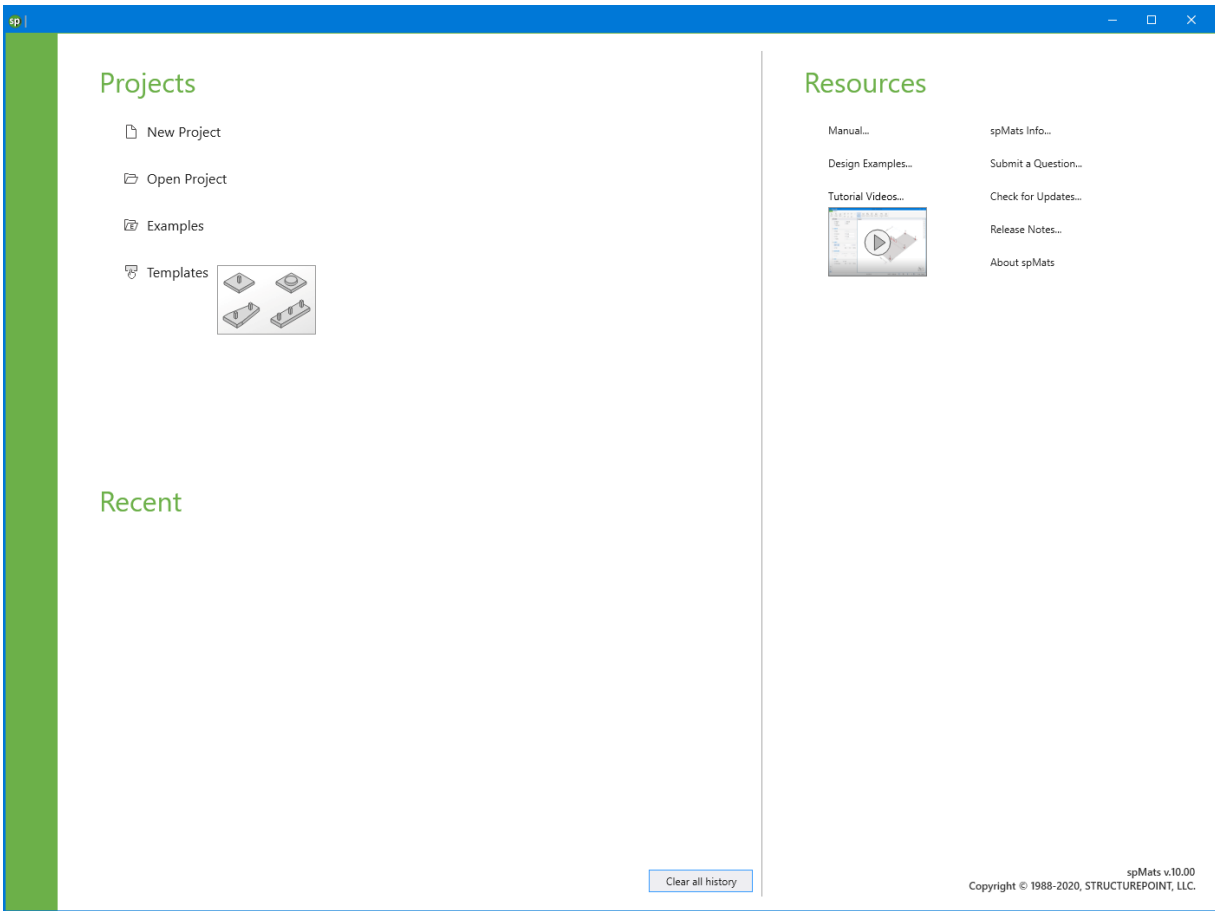 sp
Projects
New Project
Open Project
Examples
Templates
Recent
Clear all history
Resources
Manual...
Design Examples...
Tutorial Videos...
spMats Info...
Submit a Question...
Check for Updates...
Release Notes...
About spMats
spMats v.10.00
Copyright © 1988-2020, STRUCTUREPOINT, LLC.